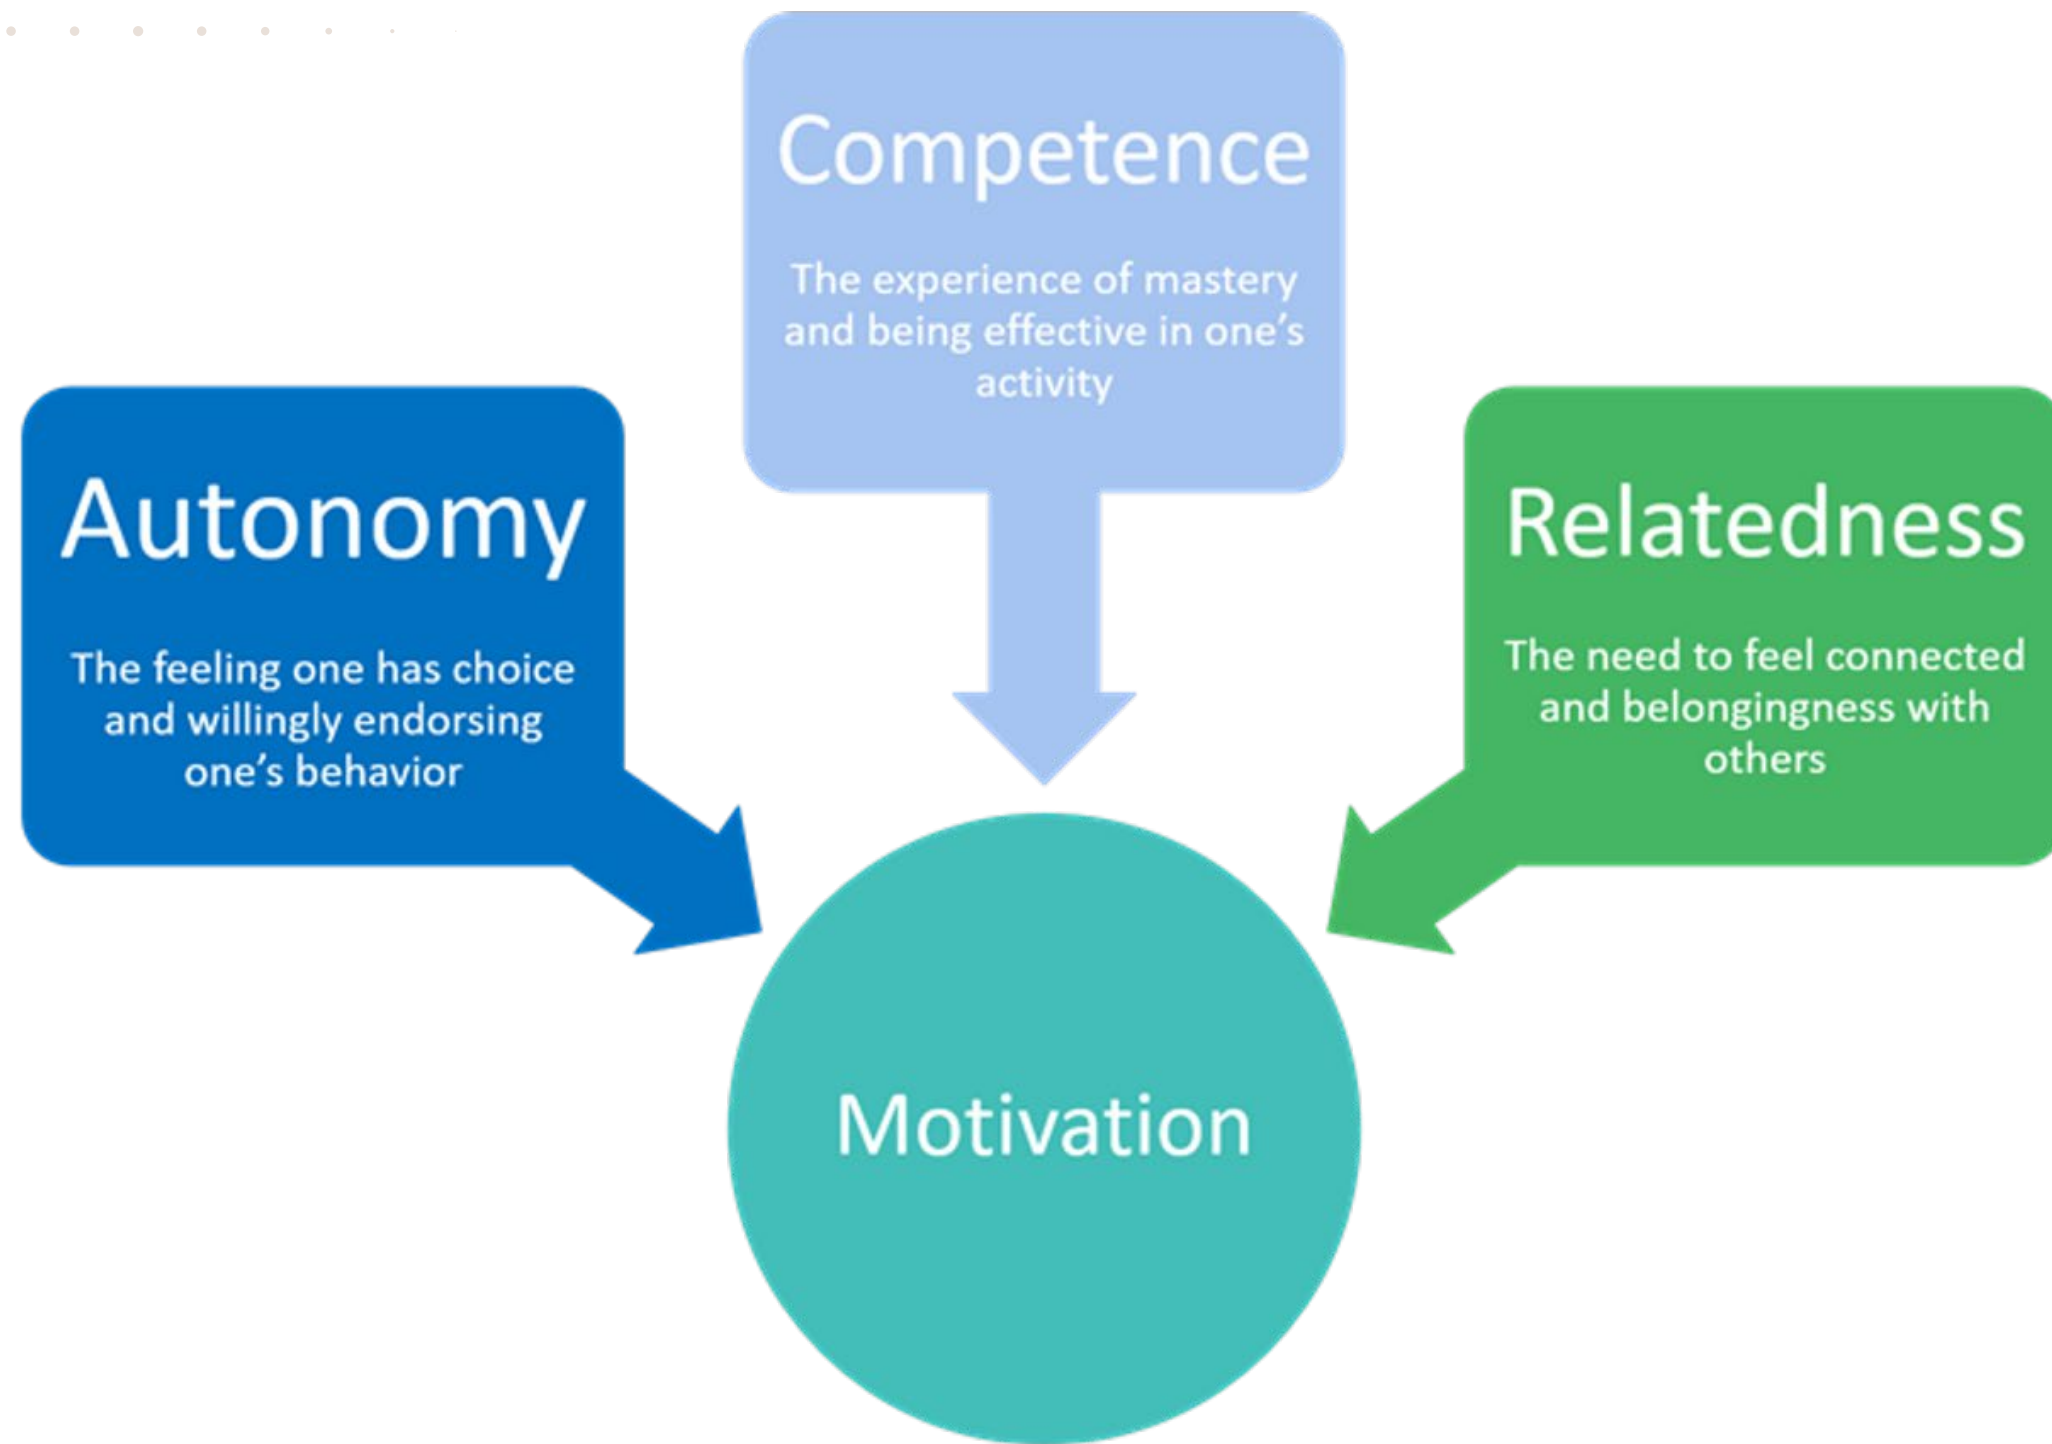 Competence
The experience of mastery
and being effective in one's
activity
Autonomy
The feeling one has choice
and willingly endorsing
one's behavior
Relatedness
The need to feel connected
and belongingness with
others
Motivation